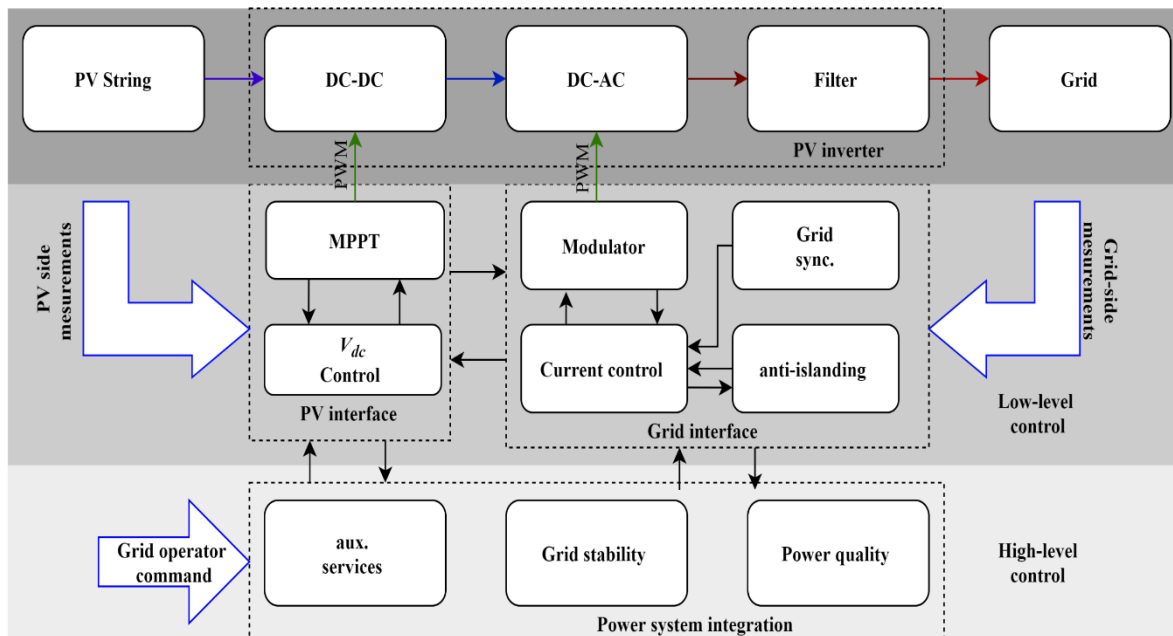 PV String
DC-DC
DC-AC
Filter
Grid
PV inverter
PWM
PWM
PV side
mesurements
MPPT
V_dc
Control
PV interface
Modulator
Grid
sync.
Current control
anti-islanding
Grid interface
Grid-side
mesurements
Low-level
control
Grid operator
command
aux.
services
Grid stability
Power quality
High-level
control
Power system integration